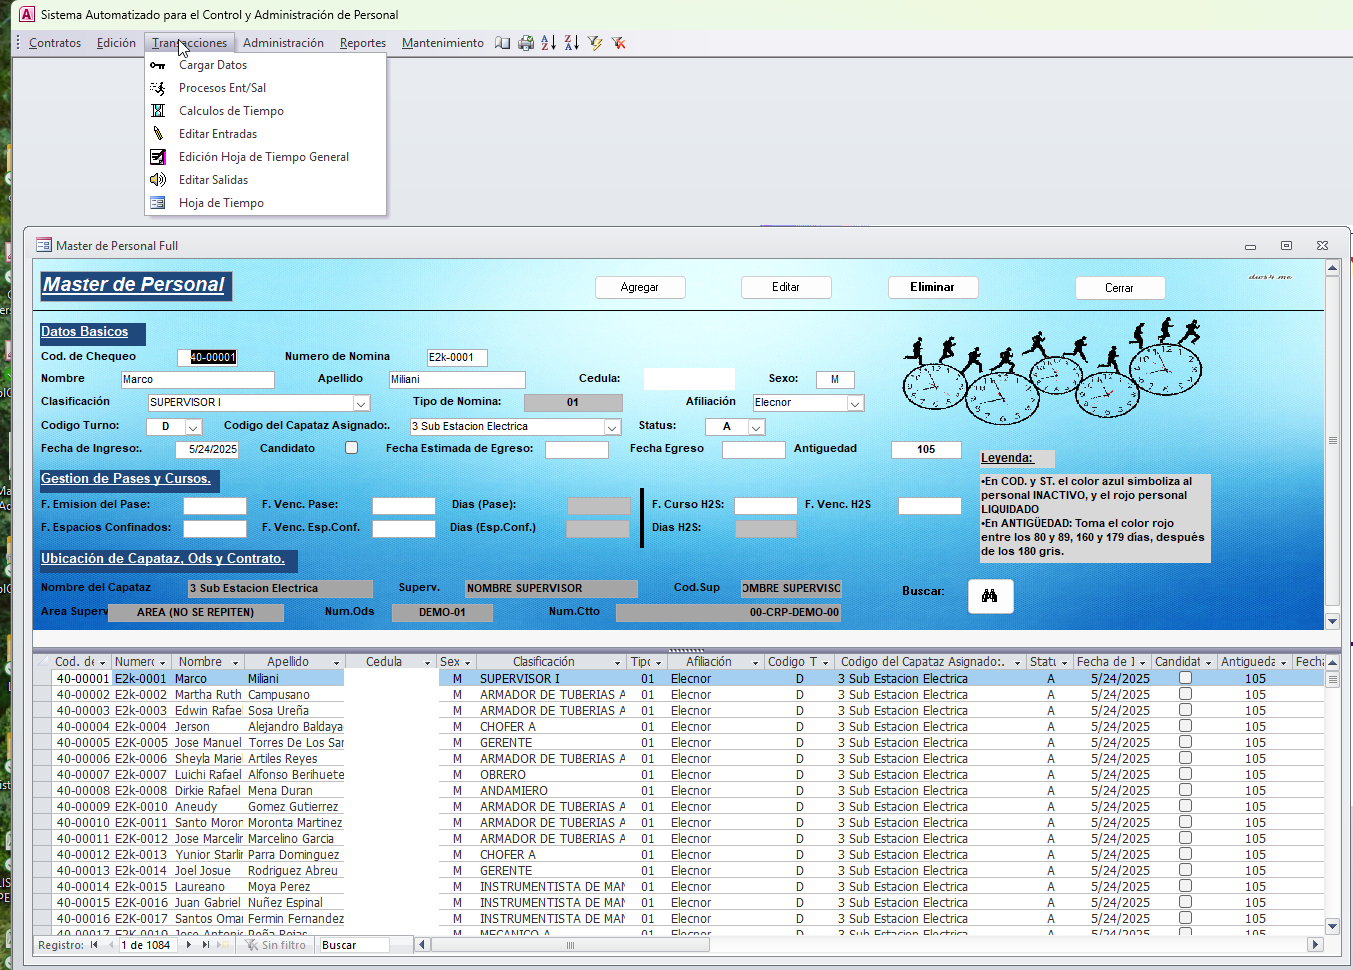 Sistema Automatizado para el Control y Administración de Personal
Contratos Edición Transacciones Administración Reportes Mantenimiento
Cargar Datos
Procesos Ent/Sal
Calculos de Tiempo
Editar Entradas
Edición Hoja de Tiempo General
Editar Salidas
Hoja de Tiempo
Master de Personal Full
Master de Personal Agregar Editar Eliminar Cerrar
Datos Basicos
Cod. de Chequeo 40-00001 Numero de Nomina E2k-0001
Nombre Marco Apellido Miliani Cedula: Sexo: M
Clasificación SUPERVISOR I Tipo de Nomina: 01 Afiliación Elecnor
Codigo Turno: D Codigo del Capataz Asignado:. 3 Sub Estacion Electrica Status: A
Fecha de Ingreso:. 5/24/2025 Candidato Fecha Estimada de Egreso: Fecha Egreso Antiguedad 105
Leyenda:
•En COD. y ST. el color azul simboliza al
personal INACTIVO, y el rojo personal
LIQUIDADO
•En ANTIGÜEDAD: Toma el color rojo
entre los 80 y 89, 160 y 179 días, después
de los 180 gris.
Gestion de Pases y Cursos.
F. Emision del Pase: F. Venc. Pase: Dias (Pase): F. Curso H2S: F. Venc. H2S
F. Espacios Confinados: F. Venc. Esp.Conf. Dias (Esp.Conf.) Dias H2S:
Ubicación de Capataz, Ods y Contrato.
Nombre del Capataz 3 Sub Estacion Electrica Superv. NOMBRE SUPERVISOR Cod.Sup OMBRE SUPERVISC Buscar:
Area Superv AREA (NO SE REPITEN) Num.Ods DEMO-01 Num.Ctto 00-CRP-DEMO-00
Cod. de Numero Nombre Apellido Cedula Sex Clasificación Tipo Afiliación Codigo T Codigo del Capataz Asignado:. Statu Fecha de I Candidat Antigueda Fecha
40-00001 E2k-0001 Marco Miliani M SUPERVISOR I 01 Elecnor D 3 Sub Estacion Electrica A 5/24/2025 105
40-00002 E2k-0002 Martha Ruth Campusano M ARMADOR DE TUBERIAS A 01 Elecnor D 3 Sub Estacion Electrica A 5/24/2025 105
40-00003 E2k-0003 Edwin Rafae Sosa Ureña M ARMADOR DE TUBERIAS A 01 Elecnor D 3 Sub Estacion Electrica A 5/24/2025 105
40-00004 E2k-0004 Jerson Alejandro Baldaya M CHOFER A 01 Elecnor D 3 Sub Estacion Electrica A 5/24/2025 105
40-00005 E2K-0005 Jose Manuel Torres De Los Sar M GERENTE 01 Elecnor D 3 Sub Estacion Electrica A 5/24/2025 105
40-00006 E2k-0006 Sheyla Marie Artiles Reyes M ARMADOR DE TUBERIAS A 01 Elecnor D 3 Sub Estacion Electrica A 5/24/2025 105
40-00007 E2k-0007 Luichi Rafael Alfonso Berihuete M OBRERO 01 Elecnor D 3 Sub Estacion Electrica A 5/24/2025 105
40-00008 E2k-0008 Dirkie Rafael Mena Duran M ANDAMIERO 01 Elecnor D 3 Sub Estacion Electrica A 5/24/2025 105
40-00009 E2K-0010 Aneudy Gomez Gutierrez M ARMADOR DE TUBERIAS A 01 Elecnor D 3 Sub Estacion Electrica A 5/24/2025 105
40-00010 E2K-0011 Santo Moron Moronta Martinez M ARMADOR DE TUBERIAS A 01 Elecnor D 3 Sub Estacion Electrica A 5/24/2025 105
40-00011 E2K-0012 Jose Marcelir Marcelino Garcia M ARMADOR DE TUBERIAS A 01 Elecnor D 3 Sub Estacion Electrica A 5/24/2025 105
40-00012 E2k-0013 Yunior Starlir Parra Dominguez M CHOFER A 01 Elecnor D 3 Sub Estacion Electrica A 5/24/2025 105
40-00013 E2k-0014 Joel Josue Rodriguez Abreu M GERENTE 01 Elecnor D 3 Sub Estacion Electrica A 5/24/2025 105
40-00014 E2k-0015 Laureano Moya Perez M INSTRUMENTISTA DE MAN 01 Elecnor D 3 Sub Estacion Electrica A 5/24/2025 105
40-00015 E2k-0016 Juan Gabriel Nuñez Espinal M INSTRUMENTISTA DE MAN 01 Elecnor D 3 Sub Estacion Electrica A 5/24/2025 105
40-00016 E2K-0017 Santos Omar Fermin Fernandez M INSTRUMENTISTA DE MAN 01 Elecnor D 3 Sub Estacion Electrica A 5/24/2025 105
40-00017 E2K-0019 Jose Antonio Peña Rojas M MECANICO A 01 Elecnor D 3 Sub Estacion Electrica A 5/24/2025 105
Registro: 1 de 1084 Sin filtro Buscar